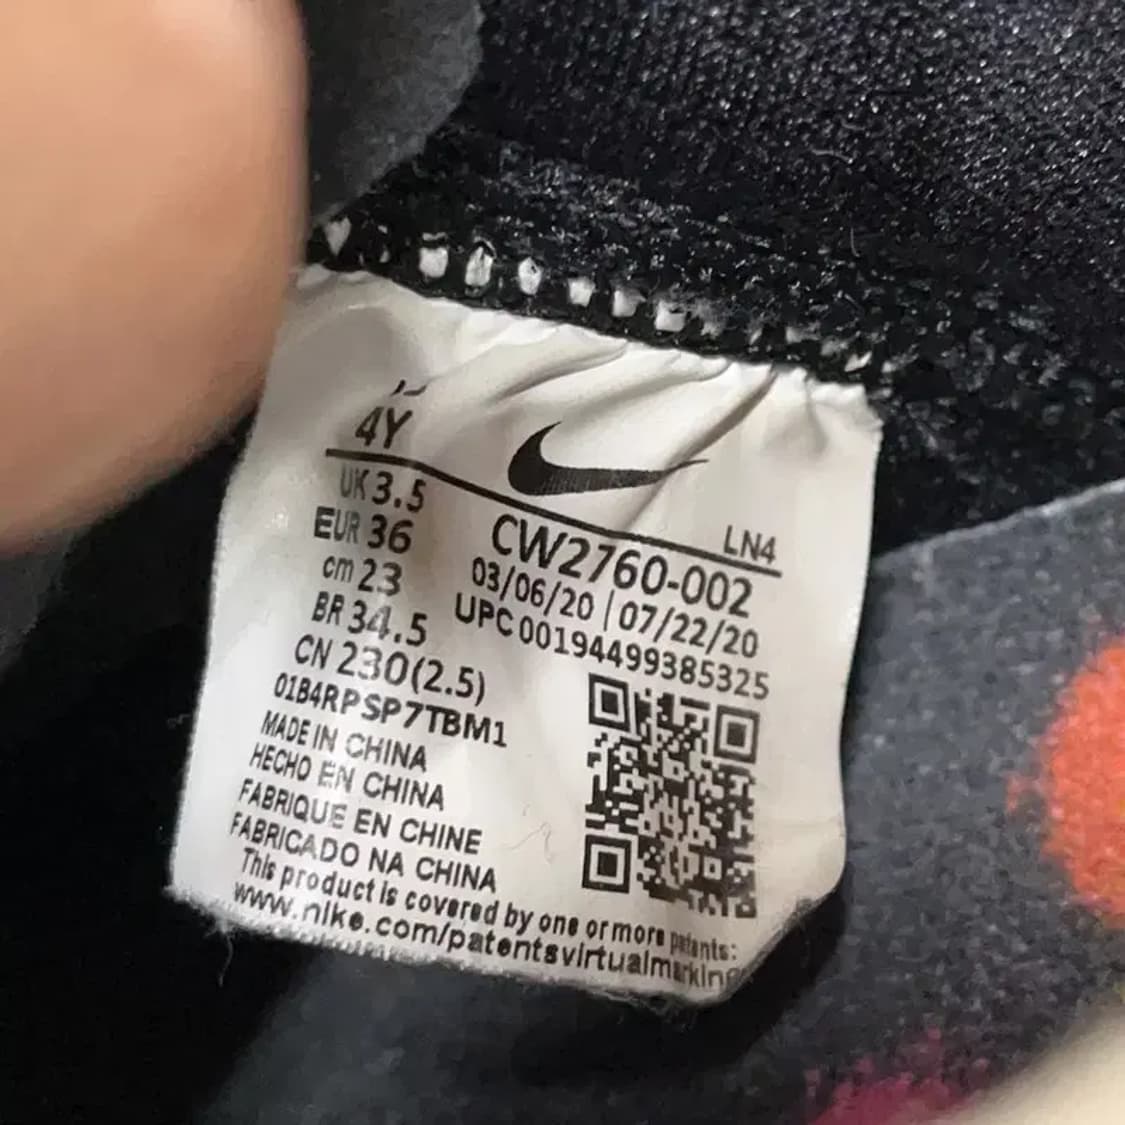 4Y
UK 3.5
EUR 36
cm 23
BR 34.5
CN 230(2.5)
LN4
CW2760-002
03/06/20 | 07/22/20
UPC 00194499385325
01B4RPSP7TBM1
MADE IN CHINA
HECHO EN CHINA
FABRIQUE EN CHINE
FABRICADO NA CHINA
This product is covered by one or more patents:
www.nike.com/patentsvirtualmarking